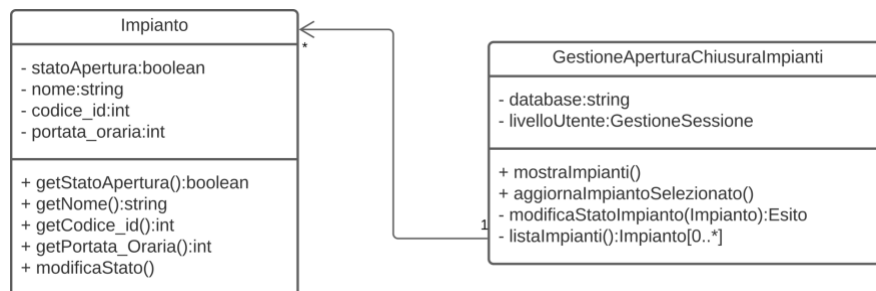 Impianto
- statoApertura:boolean
- nome:string
- codice_id:int
- portata_oraria:int
+ getStatoApertura():boolean
+ getNome():string
+ getCodice_id():int
+ getPortata_Oraria():int
+ modificaStato()
*
1
GestioneAperturaChiusuraImpianti
- database:string
- livelloUtente:GestioneSessione
+ mostraImpianti()
+ aggiornaImpiantoSelezionato()
- modificaStatoImpianto(Impianto):Esito
- listaImpianti():Impianto[0..*]